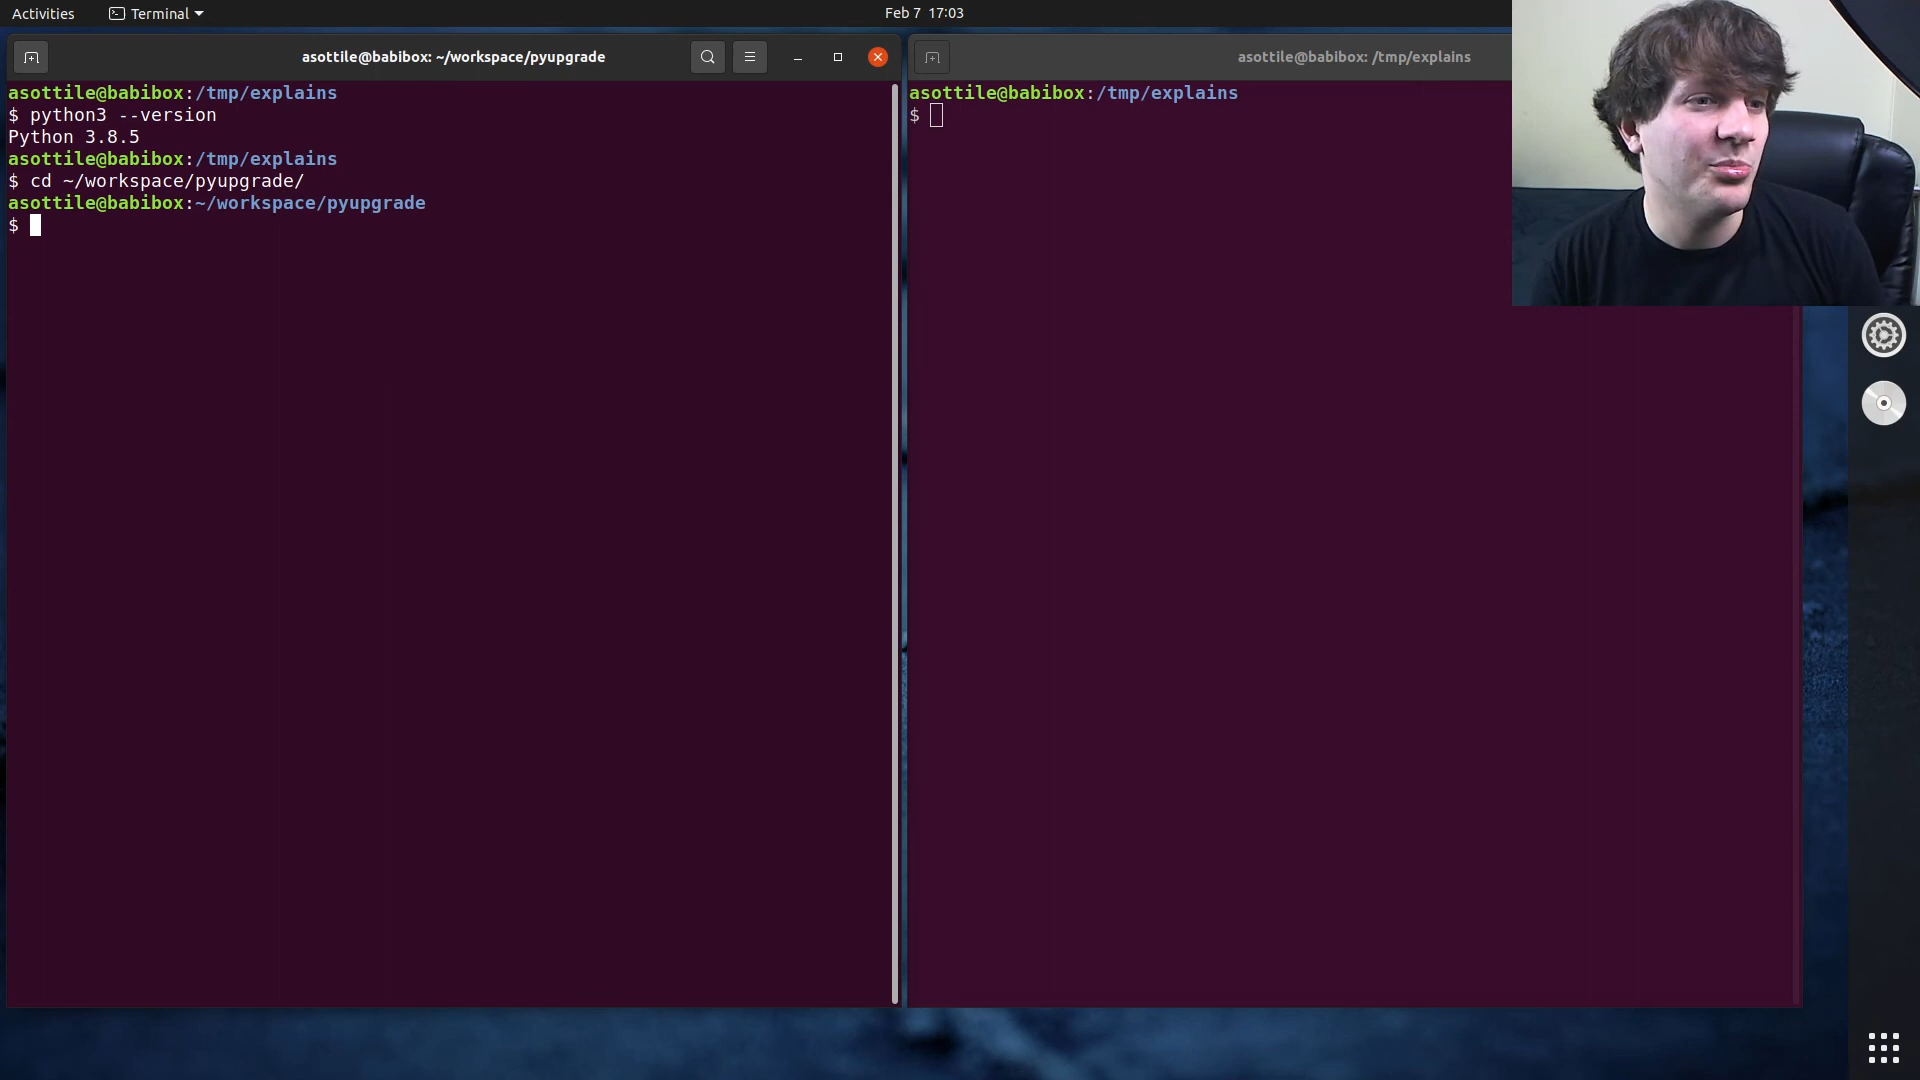 Activities
Terminal
Feb 7 17:03
asottile@babibox: ~/workspace/pyupgrade
asottile@babibox:/tmp/explains
$ python3 --version
Python 3.8.5
asottile@babibox:/tmp/explains
$ cd ~/workspace/pyupgrade/
asottile@babibox:~/workspace/pyupgrade
$
asottile@babibox: /tmp/explains
asottile@babibox:/tmp/explains
$